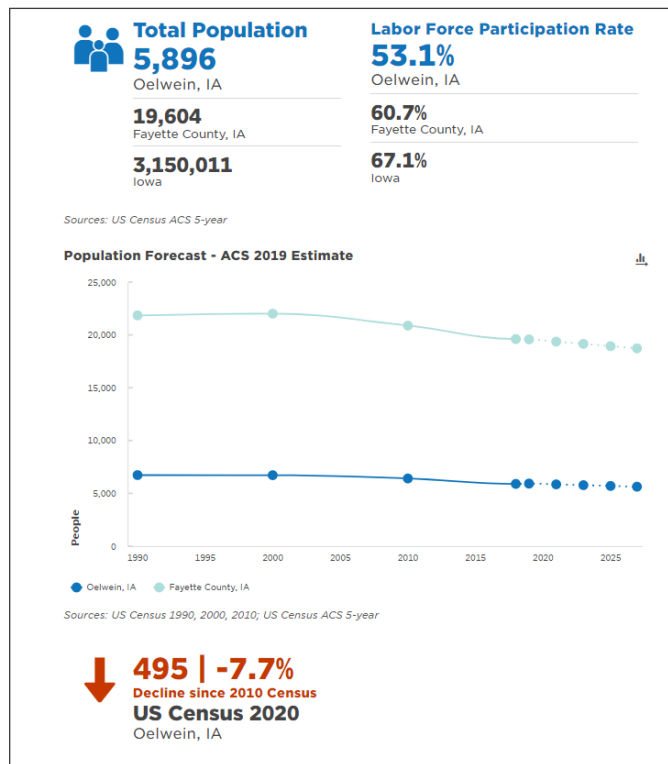 Total Population
5,896
Oelwein, IA
19,604
Fayette County, IA
3,150,011
Iowa
Labor Force Participation Rate
53.1%
Oelwein, IA
60.7%
Fayette County, IA
67.1%
Iowa
Sources: US Census ACS 5-year
Population Forecast - ACS 2019 Estimate
25,000
20,000
15,000
10,000
5,000
0
People
1990 1995 2000 2005 2010 2015 2020 2025
Oelwein, IA Fayette County, IA
Sources: US Census 1990, 2000, 2010; US Census ACS 5-year
495 | -7.7%
Decline since 2010 Census
US Census 2020
Oelwein, IA